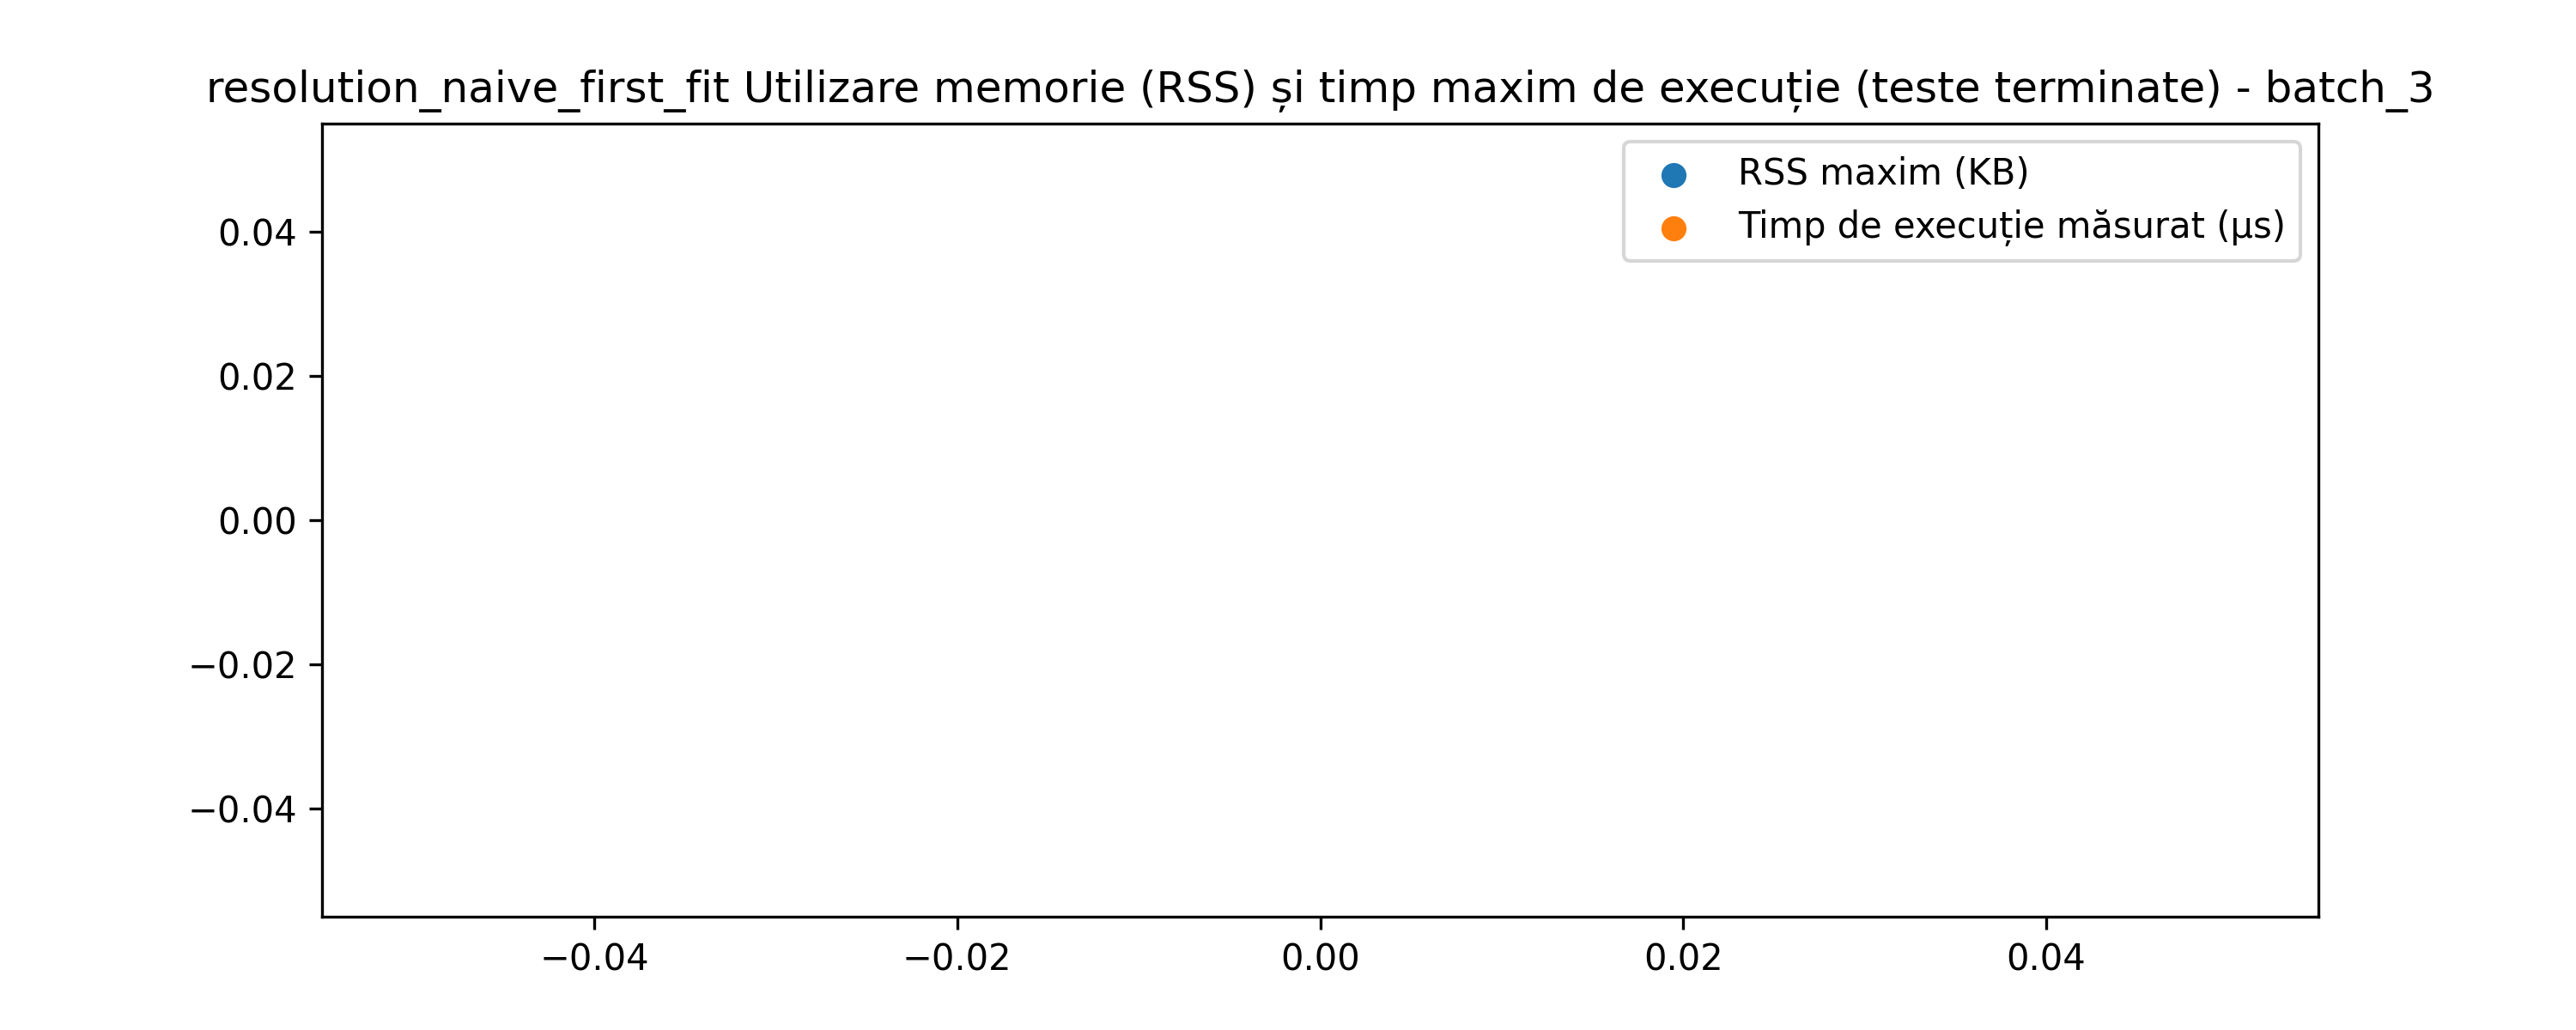 resolution_naive_first_fit Utilizare memorie (RSS) și timp maxim de execuție (teste terminate) - batch_3
RSS maxim (KB)
Timp de execuție măsurat (µs)
0.04
0.02
0.00
−0.02
−0.04
−0.04 −0.02 0.00 0.02 0.04